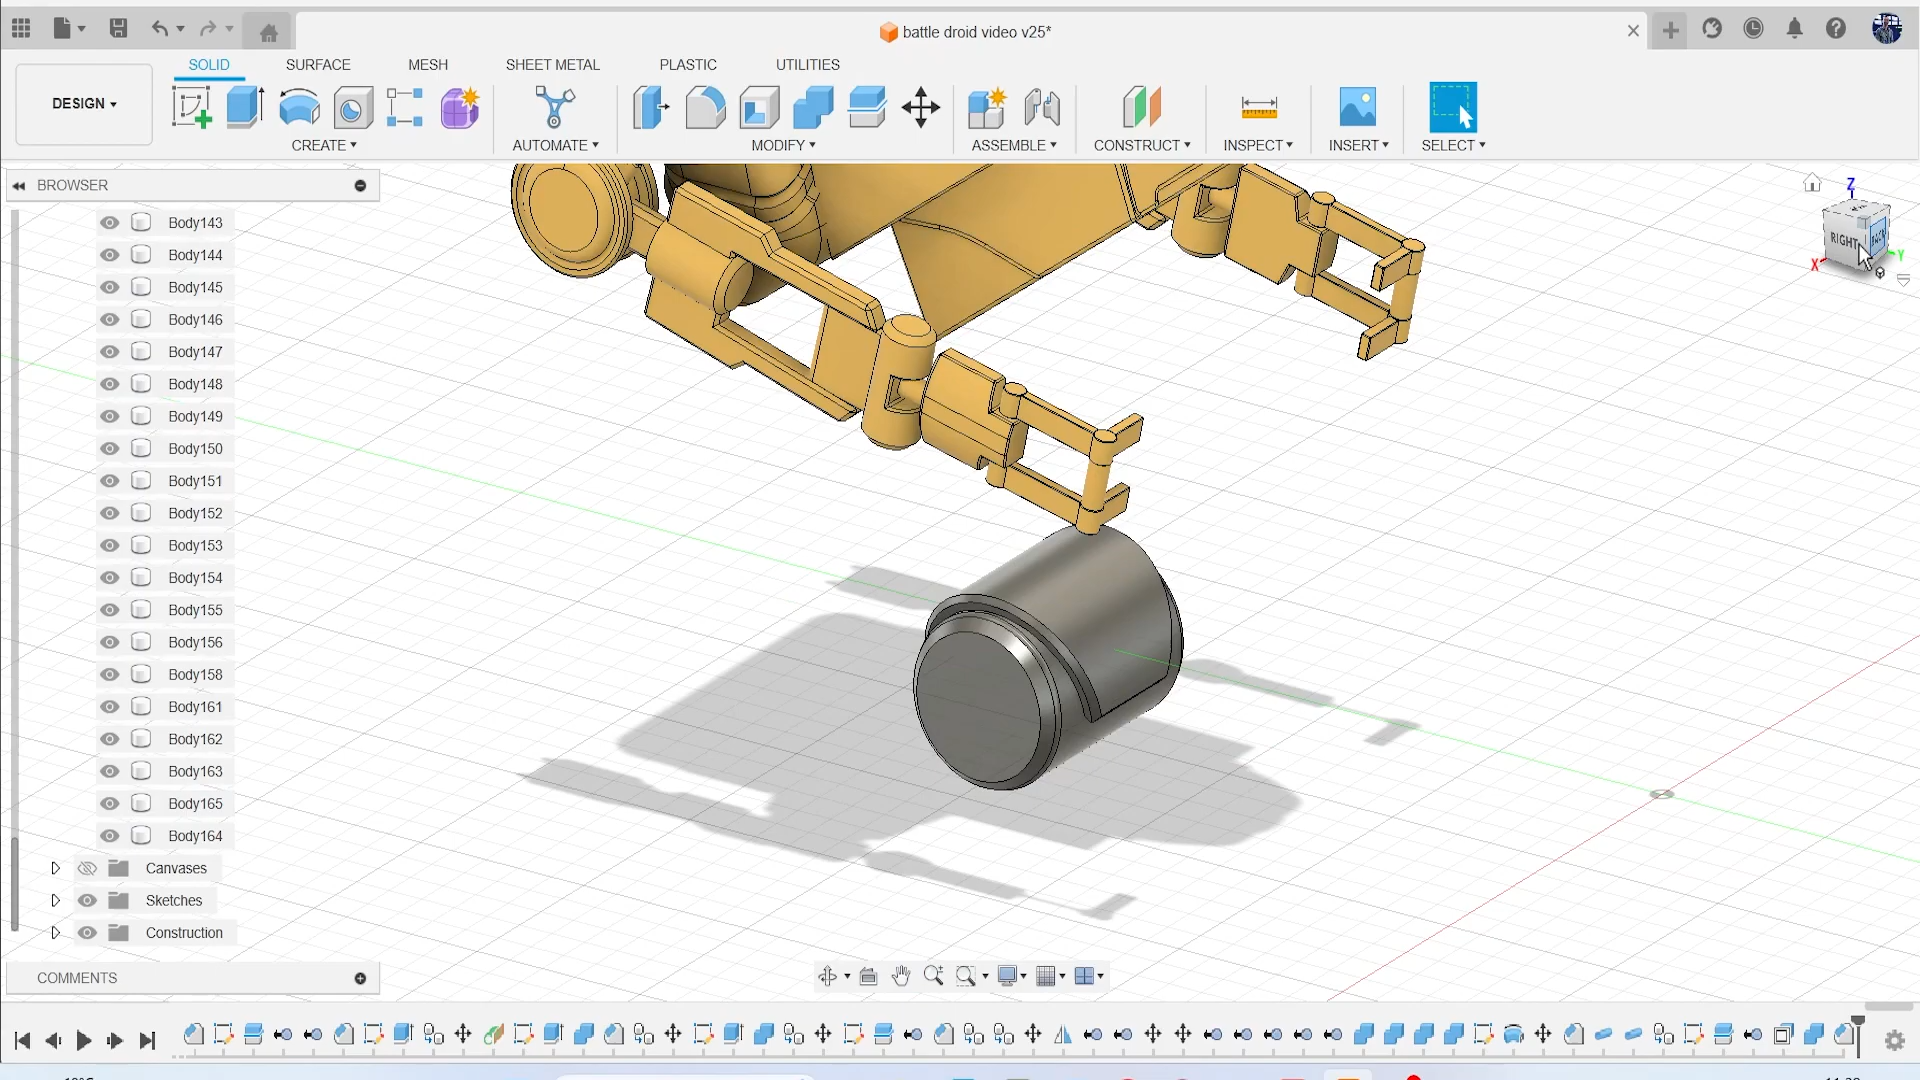 battle droid video v25*
SOLID SURFACE MESH SHEET METAL PLASTIC UTILITIES
DESIGN
CREATE AUTOMATE MODIFY ASSEMBLE CONSTRUCT INSPECT INSERT SELECT
BROWSER
Z
RIGHT BACK
X Y
Body143
Body144
Body145
Body146
Body147
Body148
Body149
Body150
Body151
Body152
Body153
Body154
Body155
Body156
Body158
Body161
Body162
Body163
Body165
Body164
Canvases
Sketches
Construction
COMMENTS